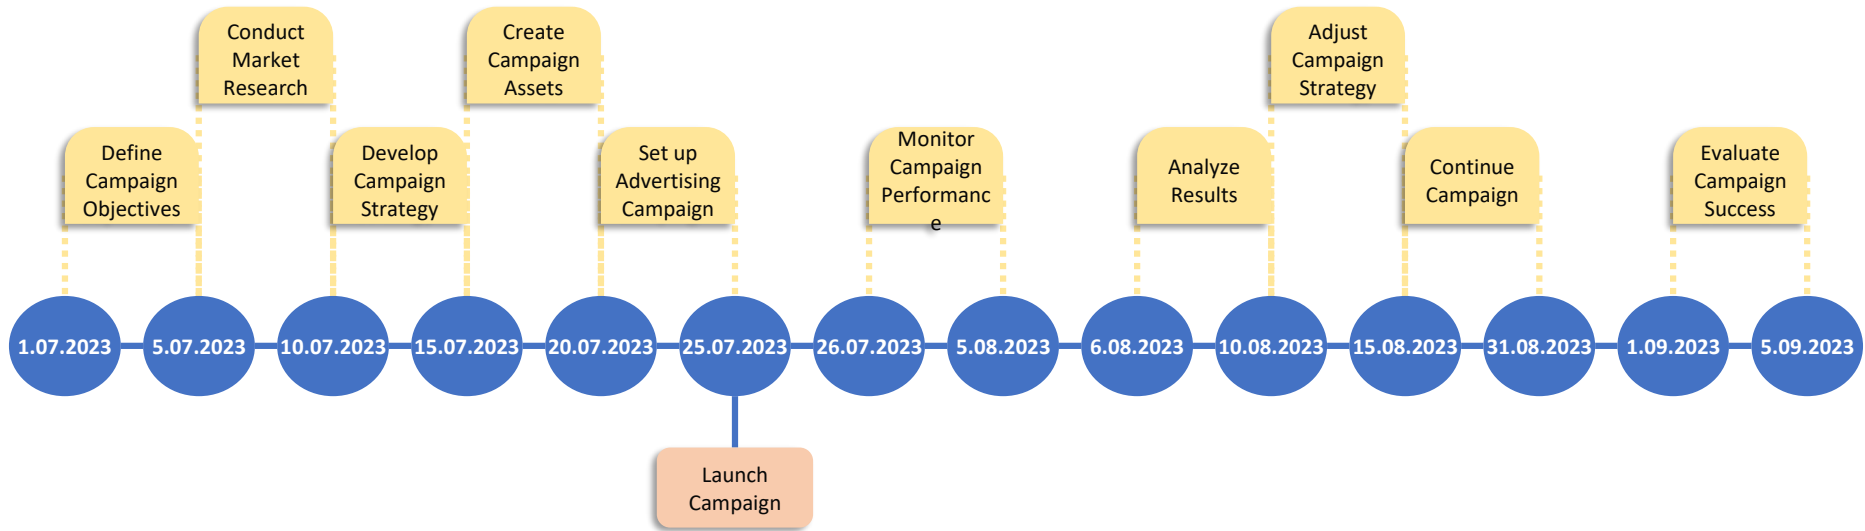 Conduct
Market
Research
Create
Campaign
Assets
Adjust
Campaign
Strategy
Define
Campaign
Objectives
Develop
Campaign
Strategy
Set up
Advertising
Campaign
Monitor
Campaign
Performanc
e
Analyze
Results
Continue
Campaign
Evaluate
Campaign
Success
1.07.2023 5.07.2023 10.07.2023 15.07.2023 20.07.2023 25.07.2023 26.07.2023 5.08.2023 6.08.2023 10.08.2023 15.08.2023 31.08.2023 1.09.2023 5.09.2023
Launch
Campaign